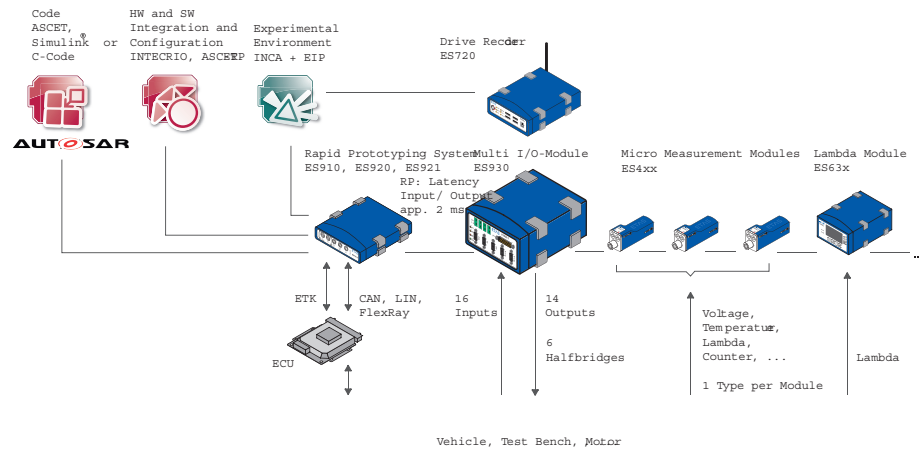 Code
ASCET,
Simulink® or
C-Code
HW and SW
Integration and
Configuration
INTECRIO, ASCET-RP
Experimental
Environment
INCA + EIP
Drive Recorder
ES720
AUTOSAR
Rapid Prototyping System
ES910, ES920, ES921
RP: Latency
Input/ Output
app. 2 ms
Multi I/O-Module
ES930
Micro Measurement Modules
ES4xx
Lambda Module
ES63x
..
ETK
CAN, LIN,
FlexRay
ECU
16
Inputs
14
Outputs
6
Halfbridges
Voltage,
Temperature,
Lambda,
Counter, ...
1 Type per Module
Lambda
Vehicle, Test Bench, Motor